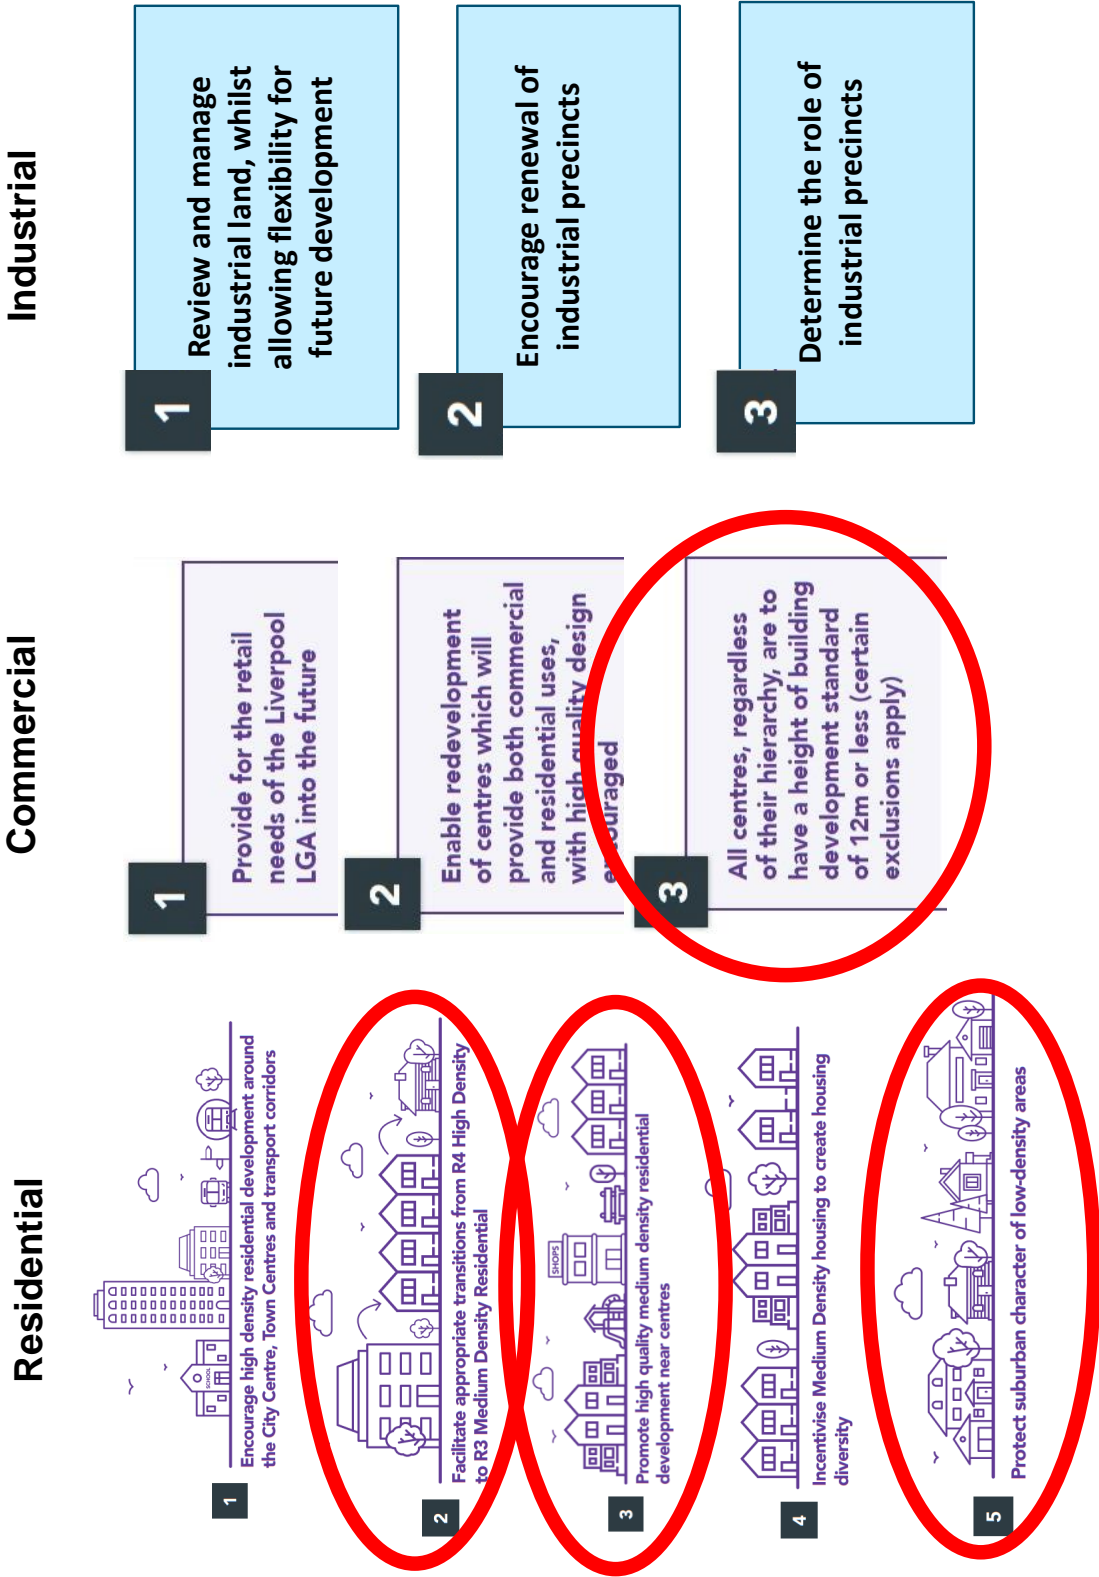 Residential
1
SCHOOL
Encourage high density residential development around
the City Centre, Town Centres and transport corridors
2
Facilitate appropriate transitions from R4 High Density
to R3 Medium Density Residential
3
SHOPS
Promote high quality medium density residential
development near centres
4
Incentivise Medium Density housing to create housing
diversity
5
Protect suburban character of low-density areas
Commercial
1
Provide for the retail
needs of the Liverpool
LGA into the future
2
Enable redevelopment
of centres which will
provide both commercial
and residential uses,
with high quality design
encouraged
3
All centres, regardless
of their hierarchy, are to
have a height of building
development standard
of 12m or less (certain
exclusions apply)
Industrial
1
Review and manage
industrial land, whilst
allowing flexibility for
future development
2
Encourage renewal of
industrial precincts
3
Determine the role of
industrial precincts